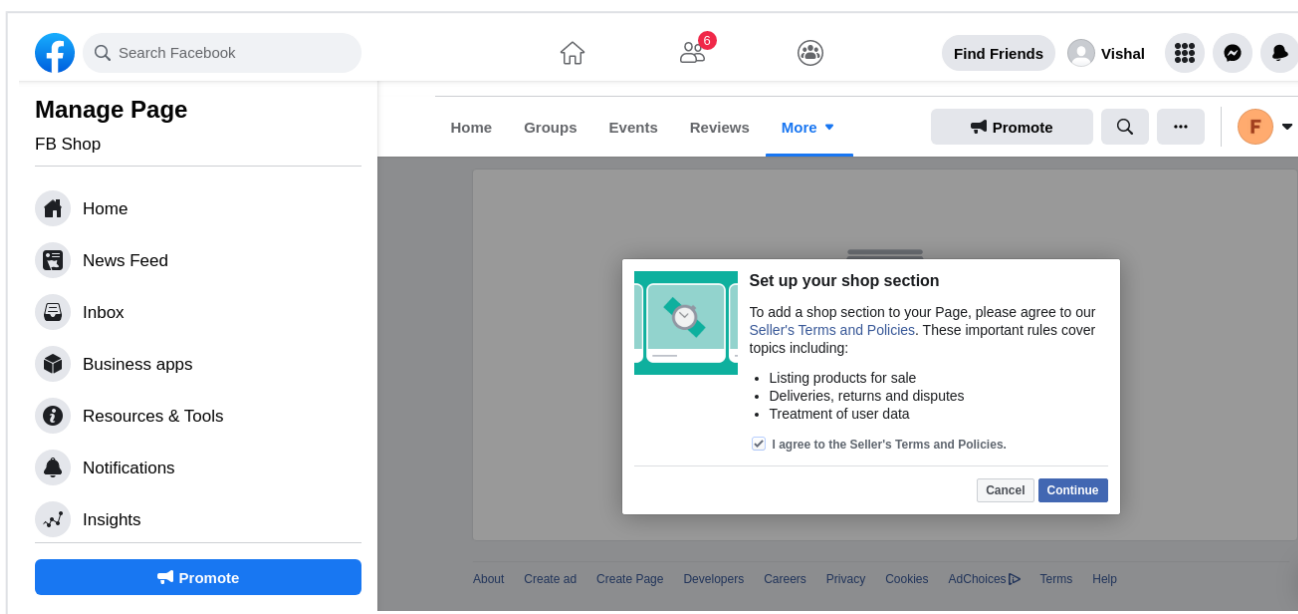 Search Facebook
6
Find Friends
Vishal
Manage Page
FB Shop
Home
News Feed
Inbox
Business apps
Resources & Tools
Notifications
Insights
Promote
Home Groups Events Reviews More
Promote
F
Set up your shop section
To add a shop section to your Page, please agree to our
Seller's Terms and Policies. These important rules cover
topics including:
• Listing products for sale
• Deliveries, returns and disputes
• Treatment of user data
I agree to the Seller's Terms and Policies.
Cancel Continue
About Create ad Create Page Developers Careers Privacy Cookies AdChoices Terms Help